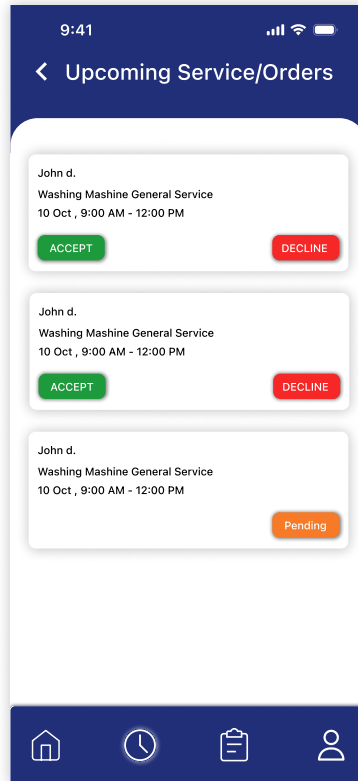 9:41
Upcoming Service/Orders
John d.
Washing Mashine General Service
10 Oct , 9:00 AM - 12:00 PM
ACCEPT DECLINE
John d.
Washing Mashine General Service
10 Oct , 9:00 AM - 12:00 PM
ACCEPT DECLINE
John d.
Washing Mashine General Service
10 Oct , 9:00 AM - 12:00 PM
Pending